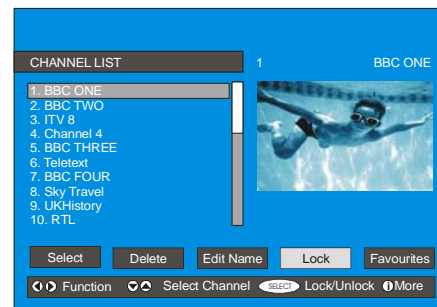 CHANNEL LIST 1 BBC ONE
1. BBC ONE
2. BBC TWO
3. ITV 8
4. Channel 4
5. BBC THREE
6. Teletext
7. BBC FOUR
8. Sky Travel
9. UKHistory
10. RTL
Select Delete Edit Name Lock Favourites
Function Select Channel SELECT Lock/Unlock i More